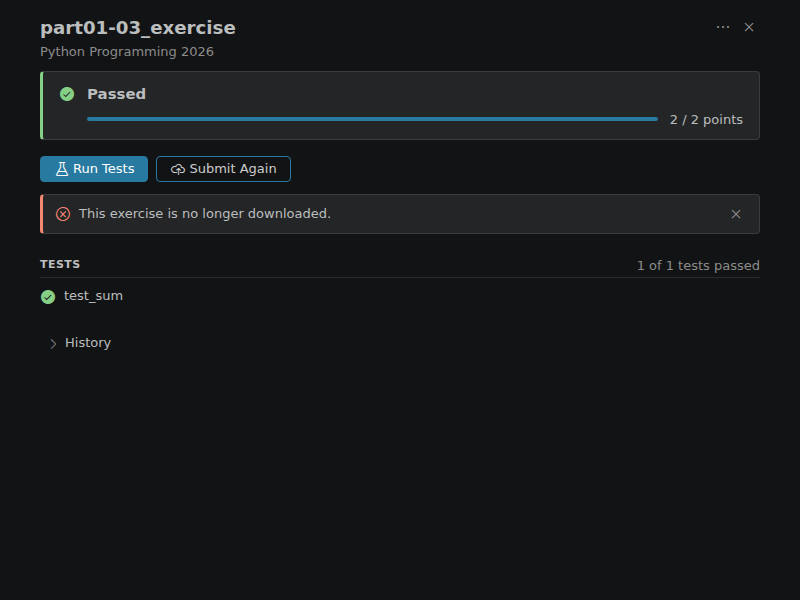 part01-03_exercise
Python Programming 2026
Passed
2 / 2 points
Run Tests
Submit Again
This exercise is no longer downloaded.
TESTS
1 of 1 tests passed
test_sum
History